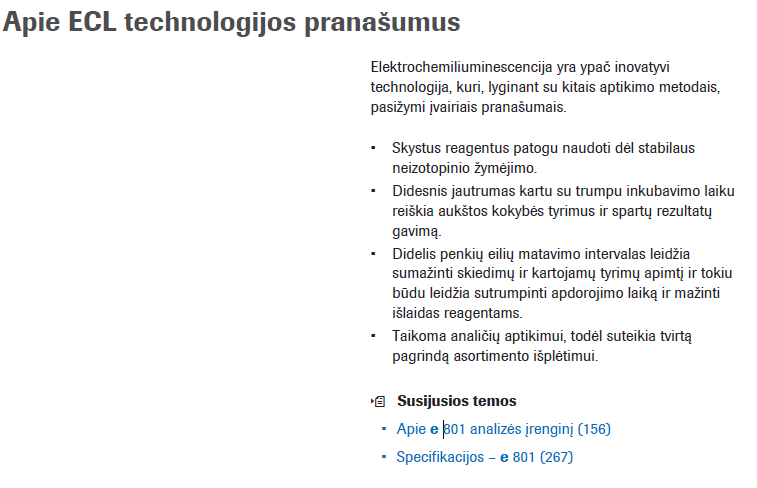 Apie ECL technologijos pranašumus
Elektrochemiliuminescencija yra ypač inovatyvi
technologija, kuri, lyginant su kitais aptikimo metodais,
pasižymi įvairiais pranašumais.
▪ Skystus reagentus patogu naudoti dėl stabilaus
neizotopinio žymėjimo.
▪ Didesnis jautrumas kartu su trumpu inkubavimo laiku
reiškia aukštos kokybės tyrimus ir spartų rezultatų
gavimą.
▪ Didelis penkių eilių matavimo intervalas leidžia
sumažinti skiedimų ir kartojamų tyrimų apimtį ir tokiu
būdu leidžia sutrumpinti apdorojimo laiką ir mažinti
išlaidas reagentams.
▪ Taikoma analičių aptikimui, todėl suteikia tvirtą
pagrindą asortimento išplėtimui.
Susijusios temos
▪ Apie e 801 analizės įrenginį (156)
▪ Specifikacijos – e 801 (267)